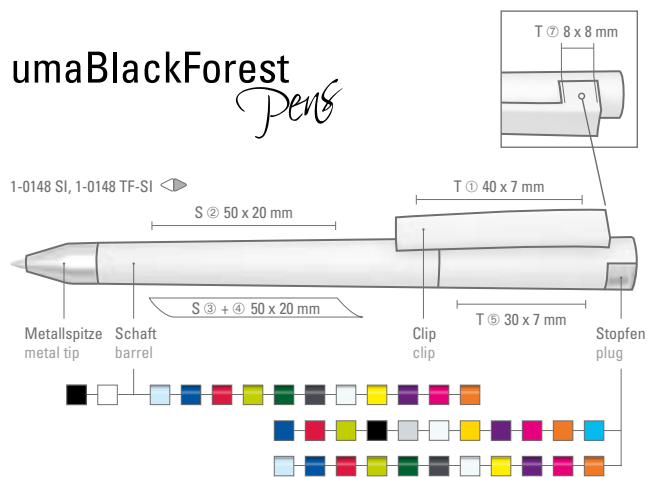 T ⑦ 8 x 8 mm
umaBlackForest
Pens
1-0148 SI, 1-0148 TF-SI
T ① 40 x 7 mm
S ② 50 x 20 mm
S ③ + ④ 50 x 20 mm
T ⑤ 30 x 7 mm
Metallspitze Schaft Clip Stopfen
metal tip barrel clip plug